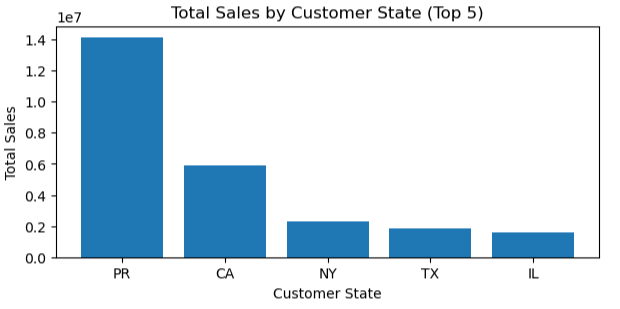 Total Sales by Customer State (Top 5)
1e7
1.4
1.2
1.0
0.8
0.6
0.4
0.2
0.0
Total Sales
PR CA NY TX IL
Customer State